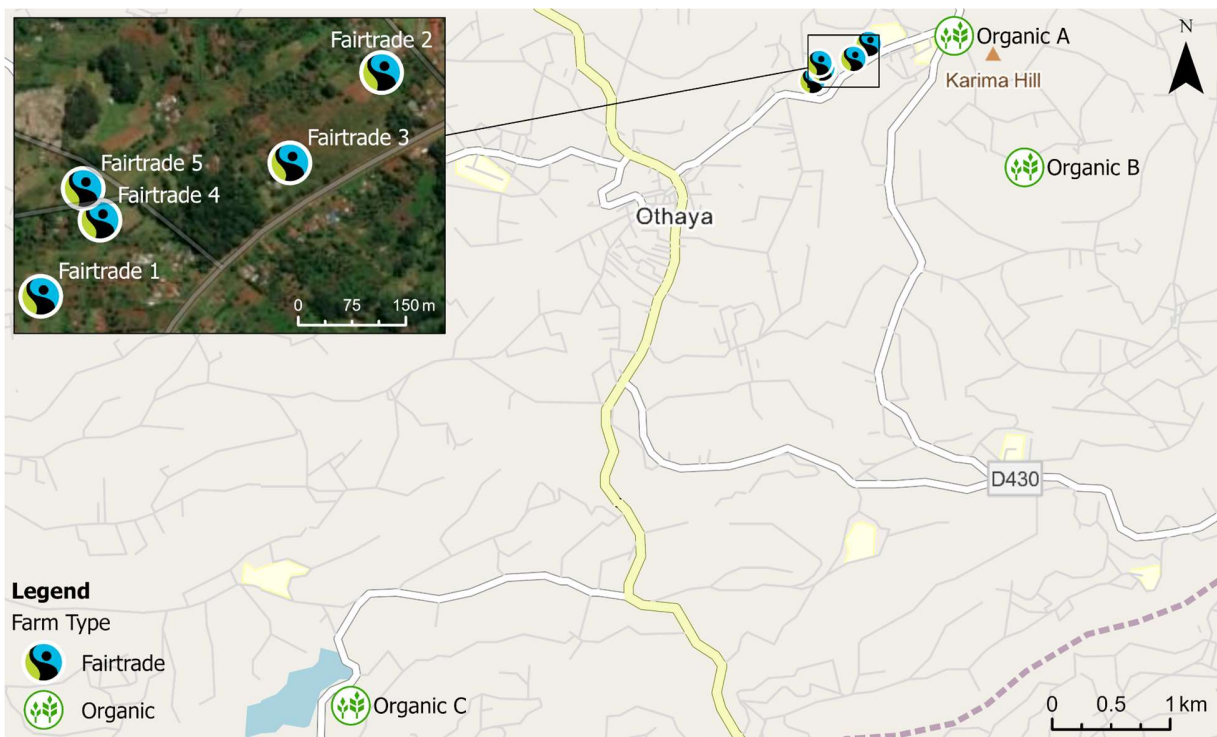 Fairtrade 2
Fairtrade 3
Fairtrade 5
Fairtrade 4
Fairtrade 1
0 75 150 m
Organic A
Karima Hill
N
Organic B
Othaya
D430
Legend
Farm Type
Fairtrade
Organic
Organic C
0 0.5 1 km